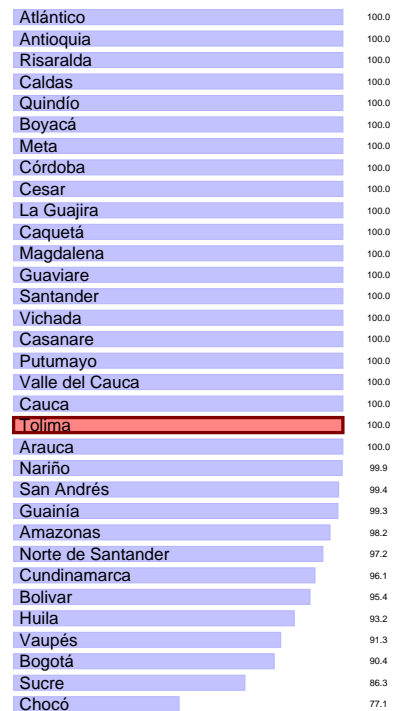 Atlántico 100.0
Antioquia 100.0
Risaralda 100.0
Caldas 100.0
Quindío 100.0
Boyacá 100.0
Meta 100.0
Córdoba 100.0
Cesar 100.0
La Guajira 100.0
Caquetá 100.0
Magdalena 100.0
Guaviare 100.0
Santander 100.0
Vichada 100.0
Casanare 100.0
Putumayo 100.0
Valle del Cauca 100.0
Cauca 100.0
Tolima 100.0
Arauca 100.0
Nariño 99.9
San Andrés 99.4
Guainía 99.3
Amazonas 98.2
Norte de Santander 97.2
Cundinamarca 96.1
Bolivar 95.4
Huila 93.2
Vaupés 91.3
Bogotá 90.4
Sucre 86.3
Chocó 77.1